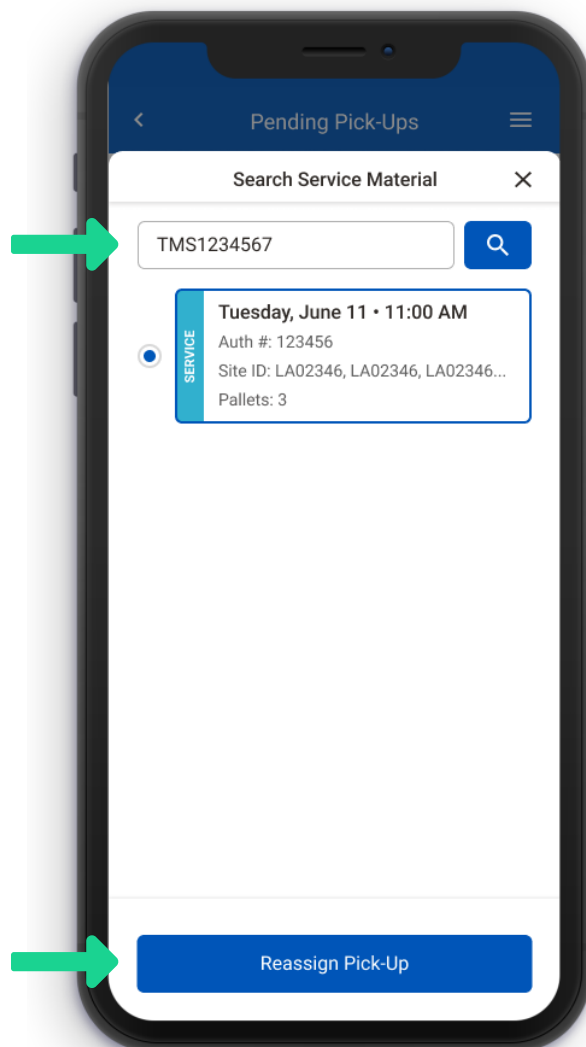 Pending Pick-Ups
Search Service Material
TMS1234567
SERVICE
Tuesday, June 11 • 11:00 AM
Auth #: 123456
Site ID: LA02346, LA02346, LA02346...
Pallets: 3
Reassign Pick-Up